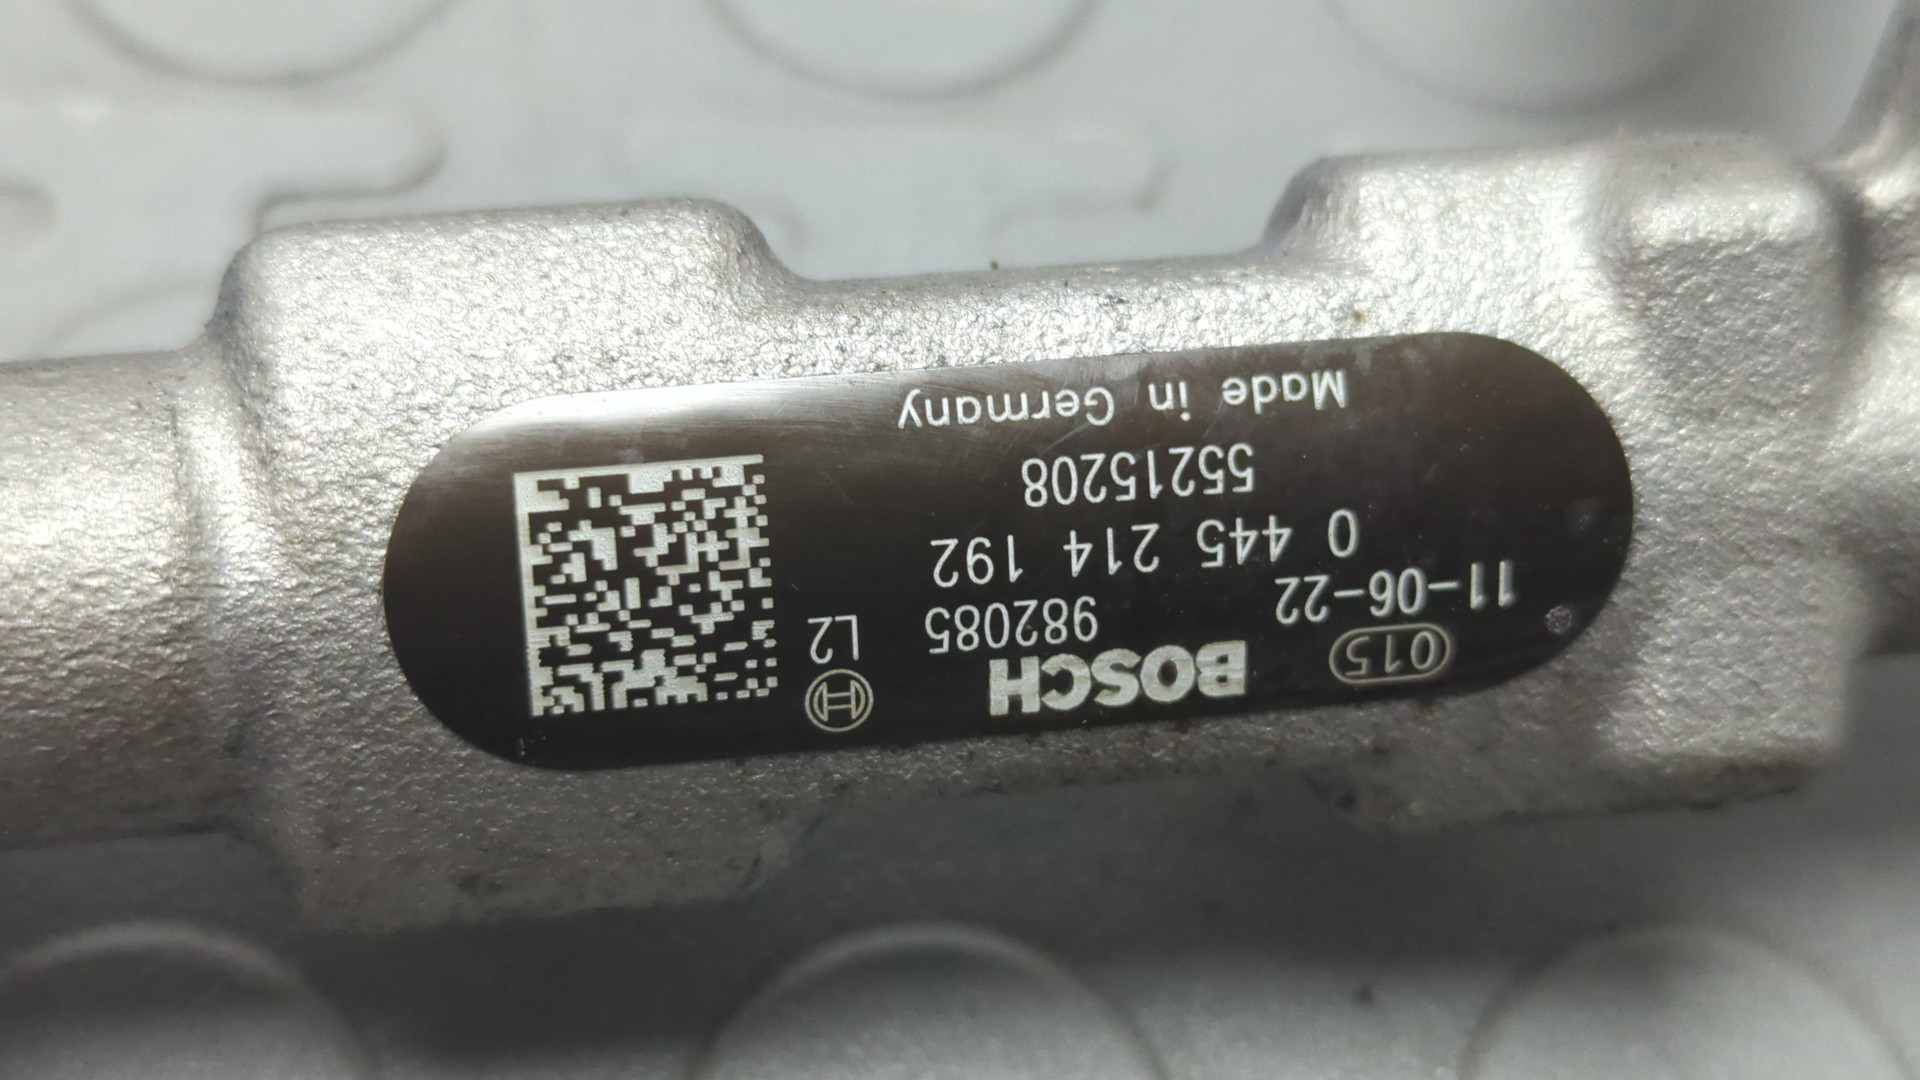 015 BOSCH
11-06-22 982085 L2
0 445 214 192
55215208
Made in Germany